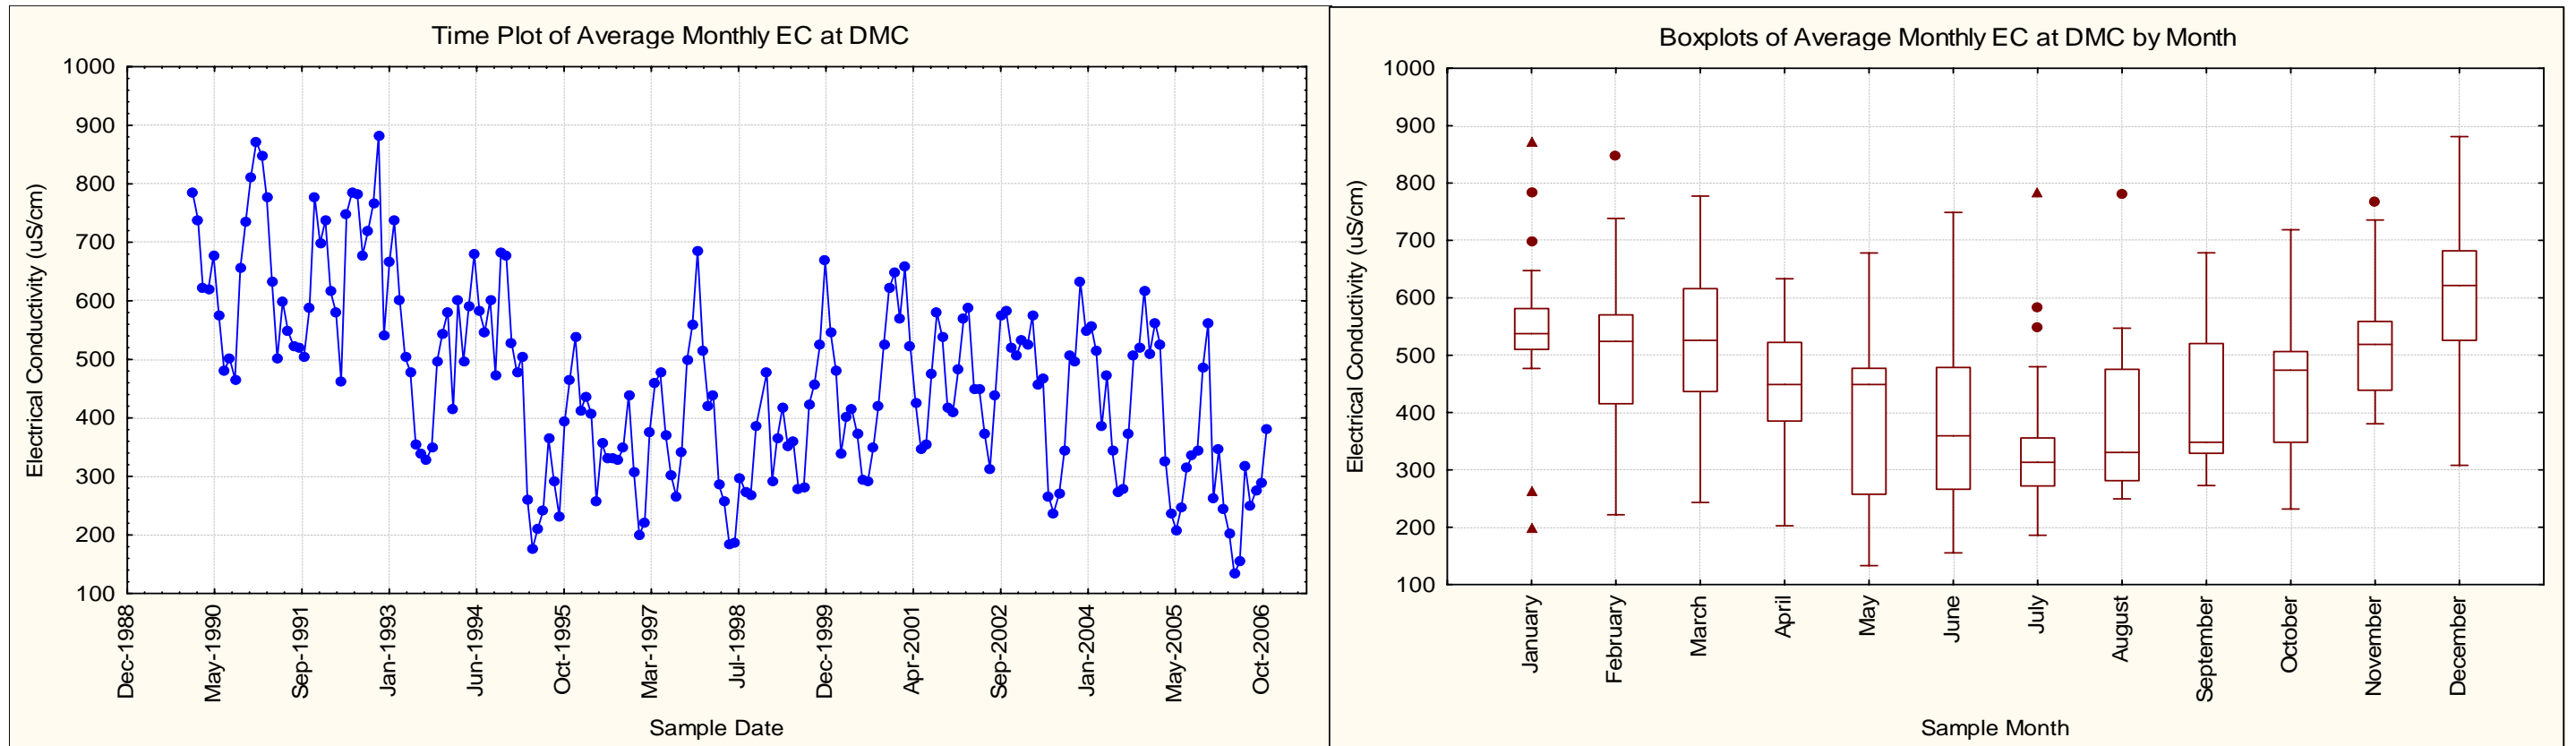 Time Plot of Average Monthly EC at DMC
1000
900
800
700
600
500
400
300
200
100
Electrical Conductivity (uS/cm)
Dec-1988
May-1990
Sep-1991
Jan-1993
Jun-1994
Oct-1995
Mar-1997
Jul-1998
Dec-1999
Apr-2001
Sep-2002
Jan-2004
May-2005
Oct-2006
Sample Date
Boxplots of Average Monthly EC at DMC by Month
1000
900
800
700
600
500
400
300
200
100
Electrical Conductivity (uS/cm)
January
February
March
April
May
June
July
August
September
October
November
December
Sample Month